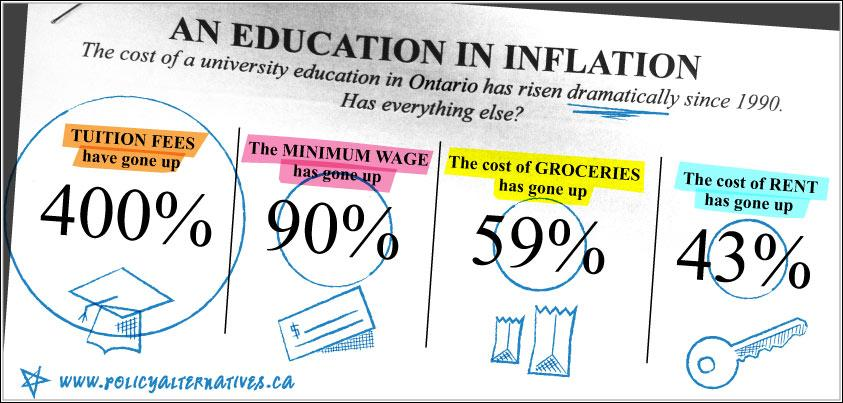 AN EDUCATION IN INFLATION
The cost of a university education in Ontario has risen dramatically since 1990.
Has everything else?
TUITION FEES
have gone up
400%
The MINIMUM WAGE
has gone up
90%
$
The cost of GROCERIES
has gone up
59%
The cost of RENT
has gone up
43%
www.policyalternatives.ca